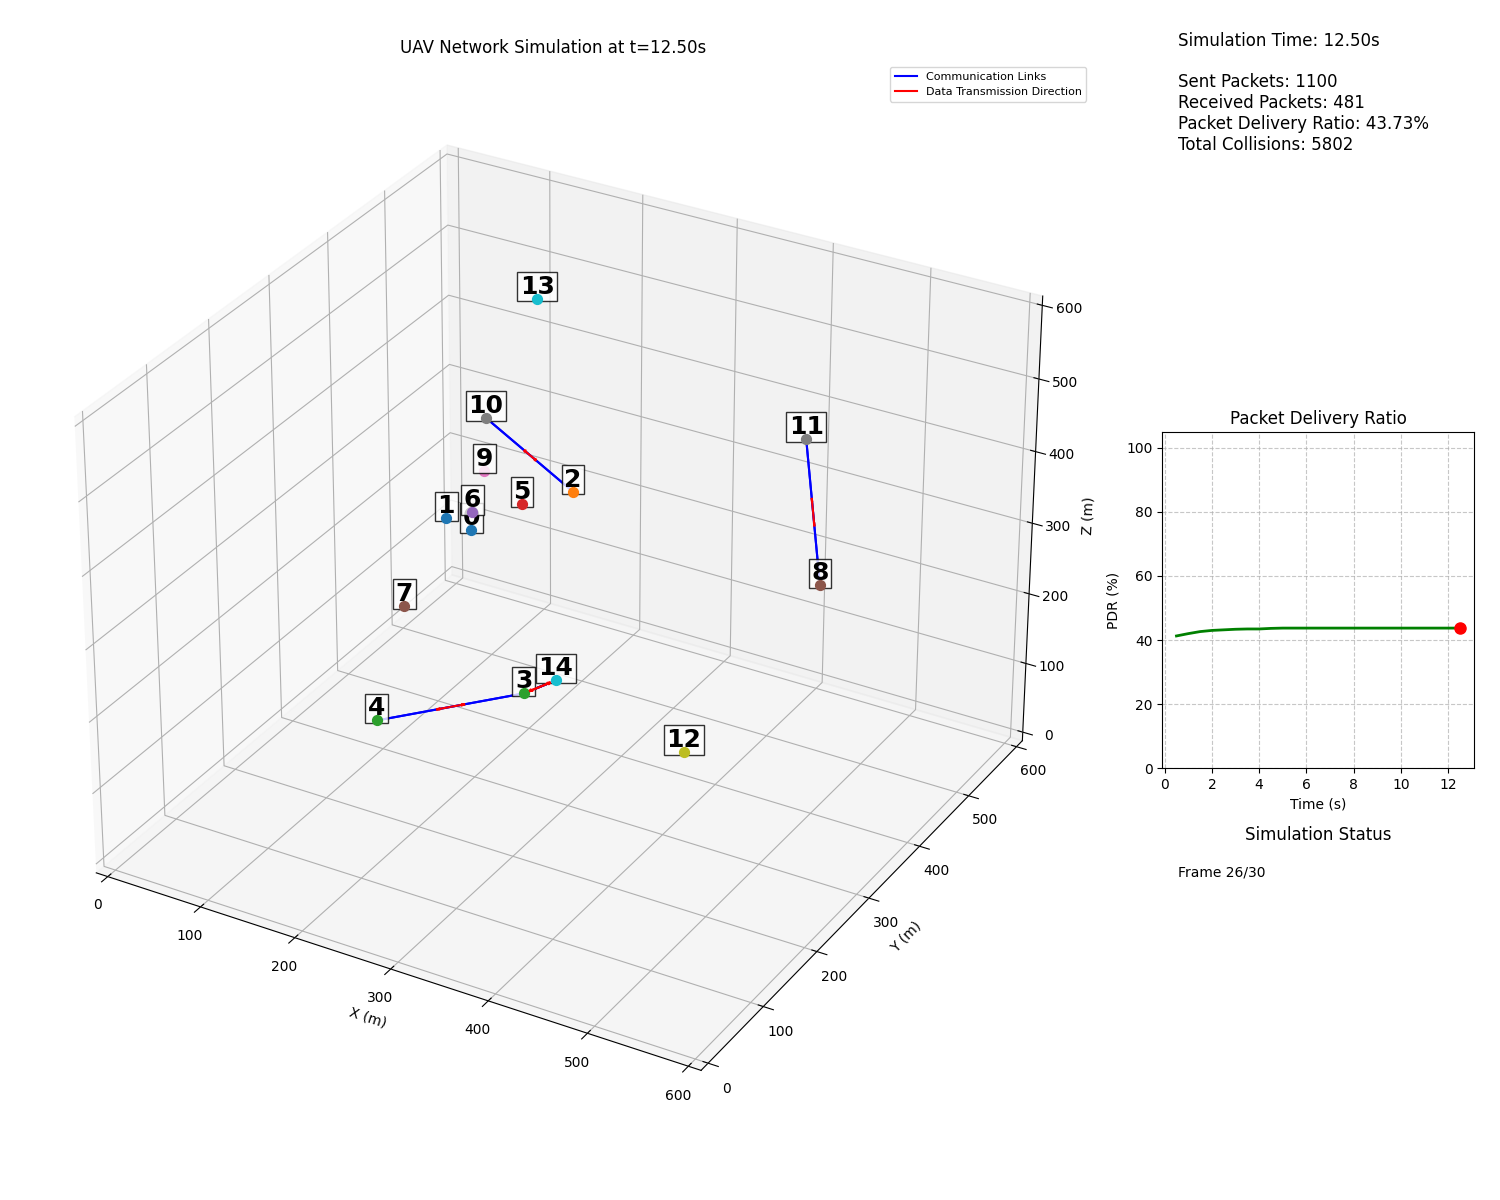 UAV Network Simulation at t=12.50s
Communication Links
Data Transmission Direction
Simulation Time: 12.50s
Sent Packets: 1100
Received Packets: 481
Packet Delivery Ratio: 43.73%
Total Collisions: 5802
13
10
11
9
2
5
1
6
0
8
7
14
3
4
12
600
500
400
300
200
100
0
Z (m)
600
500
400
300
200
100
0
Y (m)
0
100
200
300
400
500
600
X (m)
Packet Delivery Ratio
100
80
60
40
20
0
PDR (%)
0 2 4 6 8 10 12
Time (s)
Simulation Status
Frame 26/30